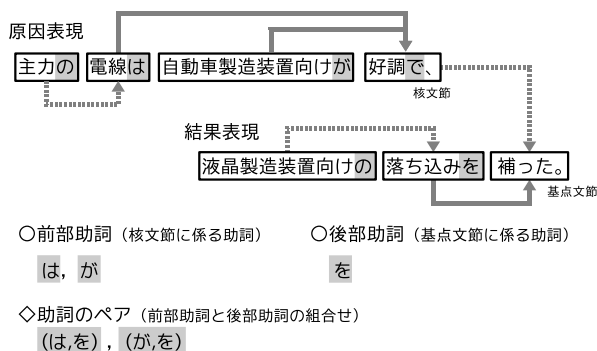 原因表現
主力の 電線は 自動車製造装置向けが 好調で、
核文節
結果表現
液晶製造装置向けの 落ち込みを 補った。
基点文節
○前部助詞（核文節に係る助詞） ○後部助詞（基点文節に係る助詞）
は，が を
◇助詞のペア（前部助詞と後部助詞の組合せ）
(は,を) , (が,を)